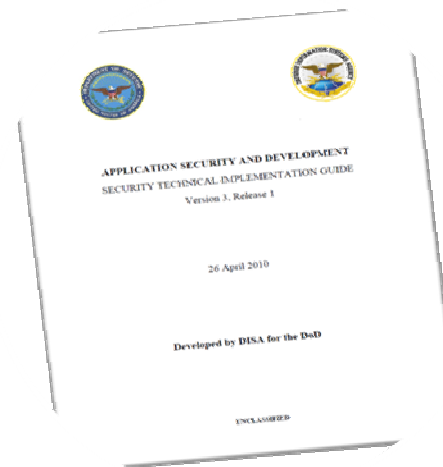 APPLICATION SECURITY AND DEVELOPMENT
SECURITY TECHNICAL IMPLEMENTATION GUIDE
Version 3, Release 1
26 April 2010
Developed by DISA for the DoD
UNCLASSIFIED